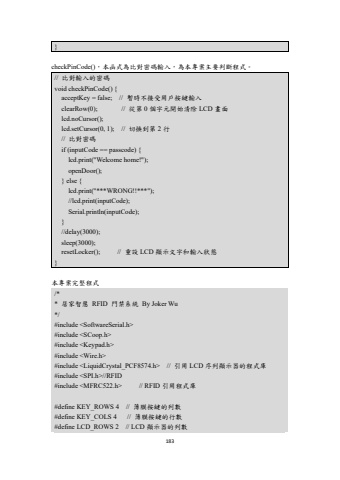 }
checkPinCode()，本函式為比對密碼輸入，為本專案主要判斷程式。
// 比對輸入的密碼
void checkPinCode() {
acceptKey = false;   // 暫時不接受用戶按鍵輸入
clearRow(0);         // 從第 0 個字元開始清除 LCD 畫面
lcd.noCursor();
lcd.setCursor(0, 1);   // 切換到第 2 行
// 比對密碼
if (inputCode == passcode) {
lcd.print("Welcome home!");
openDoor();
} else {
lcd.print("***WRONG!!***");
//lcd.print(inputCode);
Serial.println(inputCode);
}
//delay(3000);
sleep(3000);
resetLocker();       // 重設 LCD 顯示文字和輸入狀態
}
本專案完整程式
/*
* 居家智慧 RFID 門禁系統 By Joker Wu
*/
#include <SoftwareSerial.h>
#include <SCoop.h>
#include <Keypad.h>
#include <Wire.h>
#include <LiquidCrystal_PCF8574.h>   // 引用 LCD 序列顯示器的程式庫
#include <SPI.h>//RFID
#include <MFRC522.h>       // RFID 引用程式庫
#define KEY_ROWS 4   // 薄膜按鍵的列數
#define KEY_COLS 4    // 薄膜按鍵的行數
#define LCD_ROWS 2   // LCD 顯示器的列數
183